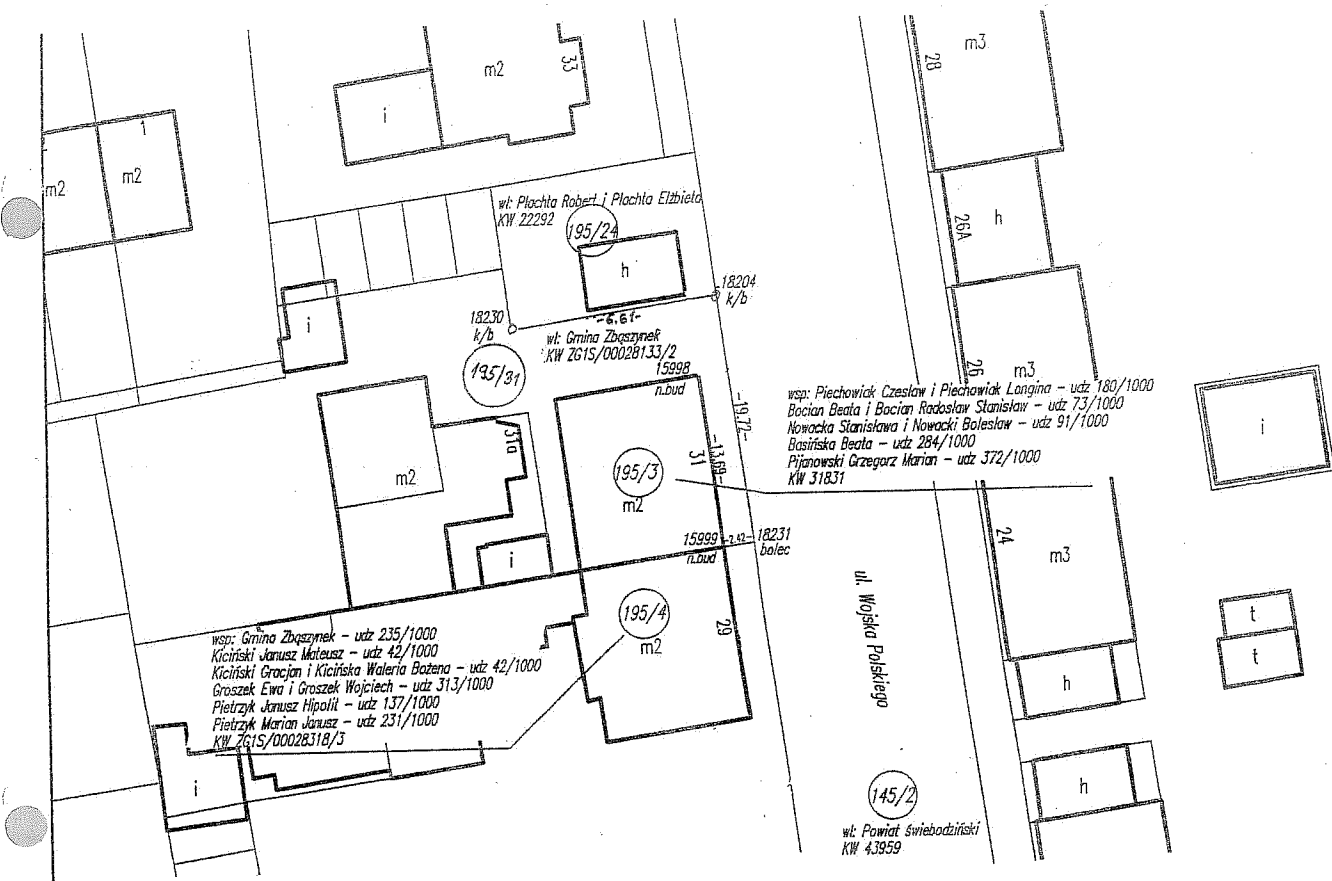 m2
33
i
m3
28
1
m2
m2
h
26A
wł: Płachta Robert i Płachta Elżbieta
KW 22292
195/24
h
18204
k/b
i
18230
k/b
-6.61-
wł: Gmina Zbąszynek
KW ZG1S/00028133/2
195/31
15998
n.bud
26
m3
-19.72-
wsp: Piechowiak Czesław i Piechowiak Longina – udz 180/1000
Bocian Beata i Bocian Radosław Stanisław – udz 73/1000
Nowacka Stanisława i Nowacki Bolesław – udz 91/1000
Basińska Beata – udz 284/1000
Pijanowski Grzegorz Marian – udz 372/1000
KW 31831
i
31a
31
-13.69-
m2
195/3
m2
24
m3
15999
n.bud
-2.42-
18231
bolec
i
ul. Wojska Polskiego
195/4
m2
29
t
t
wsp: Gmina Zbąszynek – udz 235/1000
Kiciński Janusz Mateusz – udz 42/1000
Kiciński Gracjan i Kicińska Waleria Bożena – udz 42/1000
Groszek Ewa i Groszek Wojciech – udz 313/1000
Pietrzyk Janusz Hipolit – udz 137/1000
Pietrzyk Marian Janusz – udz 231/1000
KW ZG1S/00028318/3
h
i
h
145/2
wł: Powiat świebodziński
KW 43959